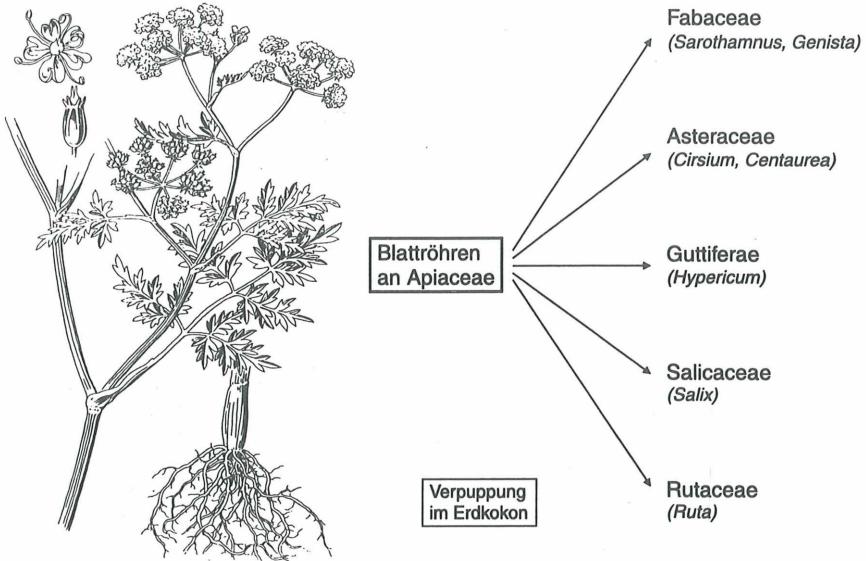 Fabaceae
(Sarothamnus, Genista)
Asteraceae
(Cirsium, Centaurea)
Blattröhren
an Apiaceae
Guttiferae
(Hypericum)
Salicaceae
(Salix)
Verpuppung
im Erdkokon
Rutaceae
(Ruta)